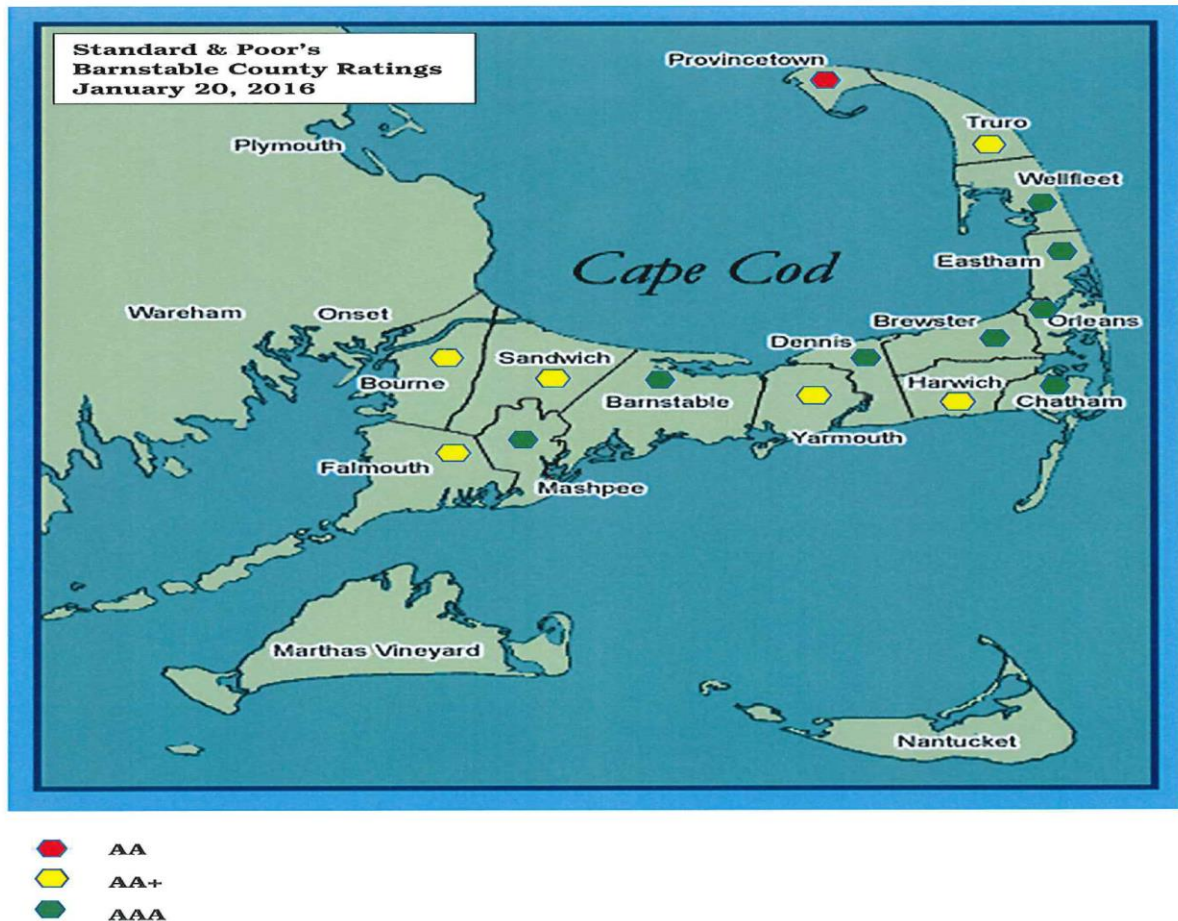 Standard & Poor's
Barnstable County Ratings
January 20, 2016
Provincetown
Truro
Plymouth
Wellfleet
Eastham
Cape Cod
Wareham
Onset
Brewster
Orleans
Dennis
Sandwich
Bourne
Harwich
Barnstable
Chatham
Yarmouth
Falmouth
Mashpee
Marthas Vineyard
Nantucket
AA
AA+
AAA